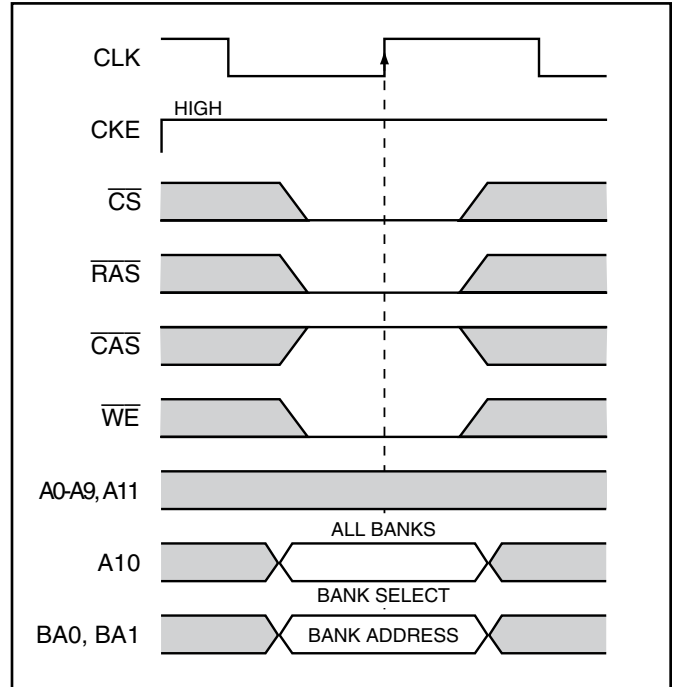 CLK
HIGH
CKE
CS
RAS
CAS
WE
A0-A9, A11
ALL BANKS
A10
BANK SELECT
BA0, BA1
BANK ADDRESS